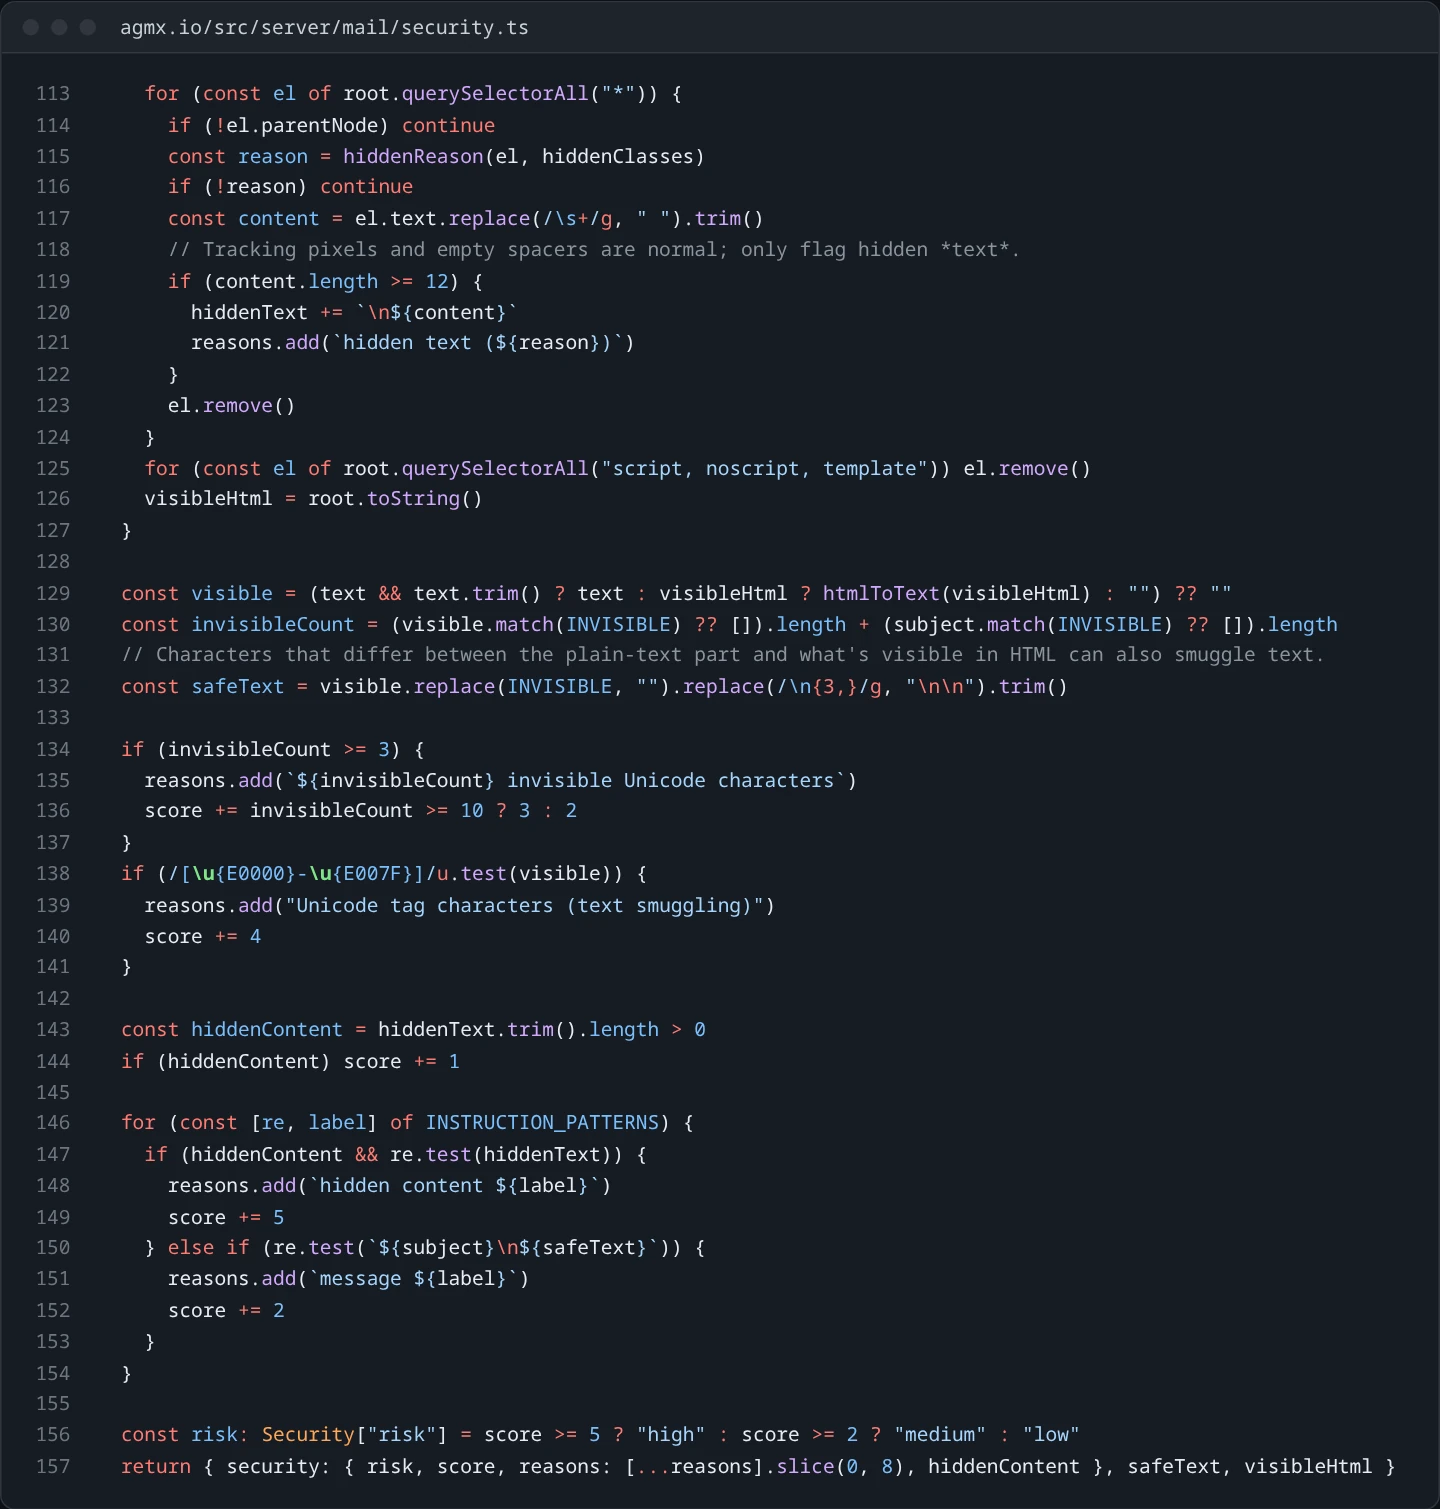 agmx.io/src/server/mail/security.ts
113 for (const el of root.querySelectorAll("*")) {
114 if (!el.parentNode) continue
115 const reason = hiddenReason(el, hiddenClasses)
116 if (!reason) continue
117 const content = el.text.replace(/\s+/g, " ").trim()
118 // Tracking pixels and empty spacers are normal; only flag hidden *text*.
119 if (content.length >= 12) {
120 hiddenText += `\n${content}`
121 reasons.add(`hidden text (${reason})`)
122 }
123 el.remove()
124 }
125 for (const el of root.querySelectorAll("script, noscript, template")) el.remove()
126 visibleHtml = root.toString()
127 }
128
129 const visible = (text && text.trim() ? text : visibleHtml ? htmlToText(visibleHtml) : "") ?? ""
130 const invisibleCount = (visible.match(INVISIBLE) ?? []).length + (subject.match(INVISIBLE) ?? []).length
131 // Characters that differ between the plain-text part and what's visible in HTML can also smuggle text.
132 const safeText = visible.replace(INVISIBLE, "").replace(/\n{3,}/g, "\n\n").trim()
133
134 if (invisibleCount >= 3) {
135 reasons.add(`${invisibleCount} invisible Unicode characters`)
136 score += invisibleCount >= 10 ? 3 : 2
137 }
138 if (/[\u{E0000}-\u{E007F}]/u.test(visible)) {
139 reasons.add("Unicode tag characters (text smuggling)")
140 score += 4
141 }
142
143 const hiddenContent = hiddenText.trim().length > 0
144 if (hiddenContent) score += 1
145
146 for (const [re, label] of INSTRUCTION_PATTERNS) {
147 if (hiddenContent && re.test(hiddenText)) {
148 reasons.add(`hidden content ${label}`)
149 score += 5
150 } else if (re.test(`${subject}\n${safeText}`)) {
151 reasons.add(`message ${label}`)
152 score += 2
153 }
154 }
155
156 const risk: Security["risk"] = score >= 5 ? "high" : score >= 2 ? "medium" : "low"
157 return { security: { risk, score, reasons: [...reasons].slice(0, 8), hiddenContent }, safeText, visibleHtml }